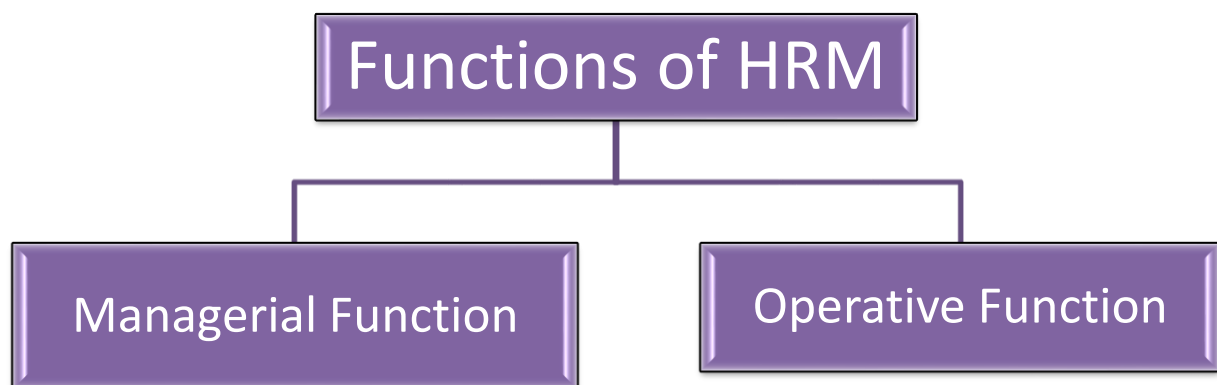 Functions of HRM
Managerial Function
Operative Function